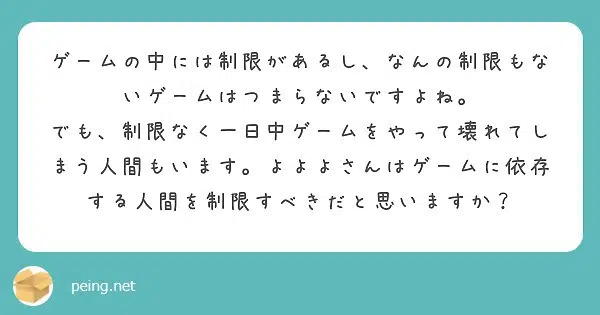 ゲームの中には制限があるし、なんの制限もな
いゲームはつまらないですよね。
でも、制限なく一日中ゲームをやって壊れてし
まう人間もいます。よよよさんはゲームに依存
する人間を制限すべきだと思いますか？
peing.net